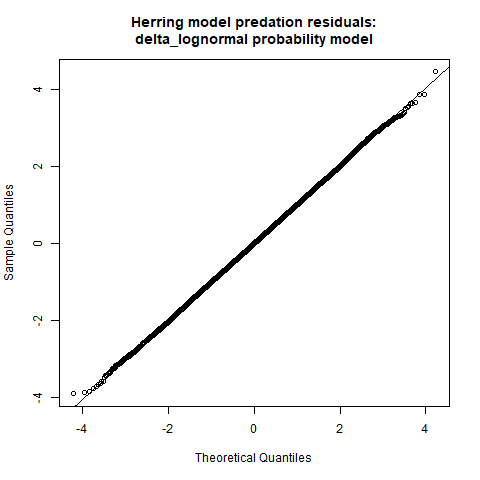 Herring model predation residuals:
delta_lognormal probability model
Sample Quantiles
4
2
0
-2
-4
-4
-2
0
2
4
Theoretical Quantiles